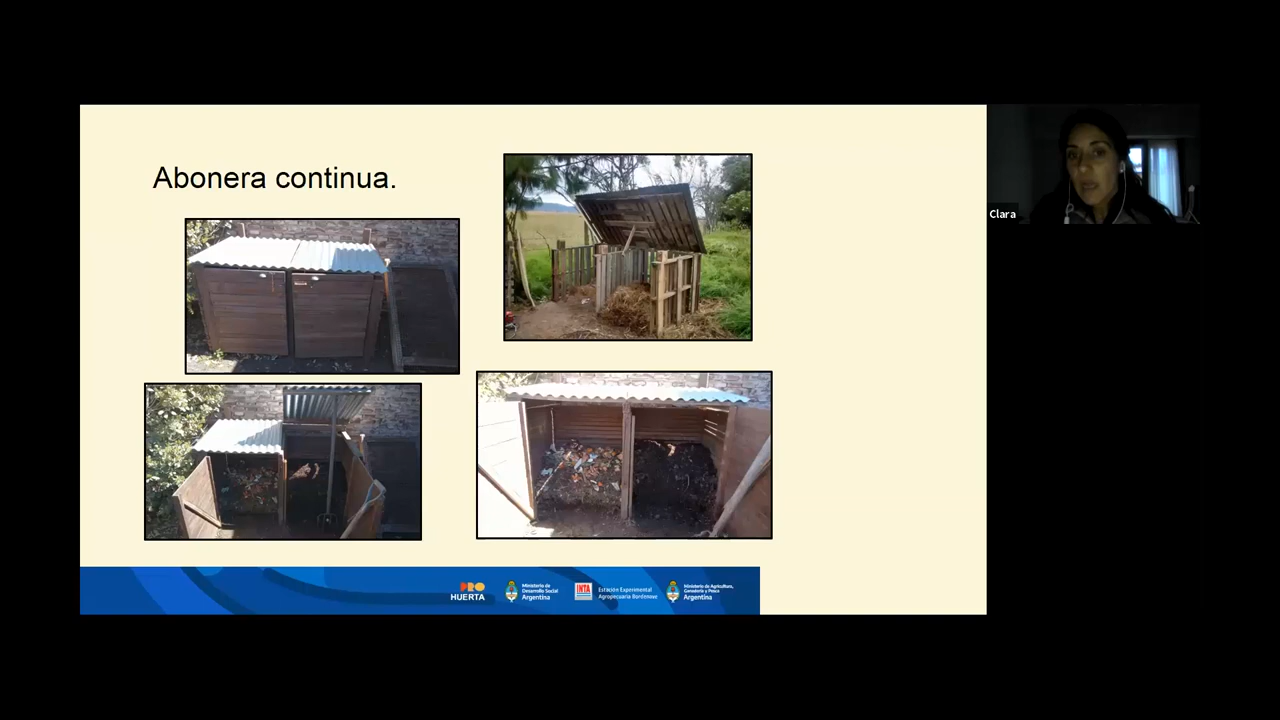 Abonera continua.
Clara
PRO
HUERTA
Ministerio de
Desarrollo Social
Argentina
INTA
Estación Experimental
Agropecuaria Bordenave
Ministerio de Agricultura,
Ganadería y Pesca
Argentina